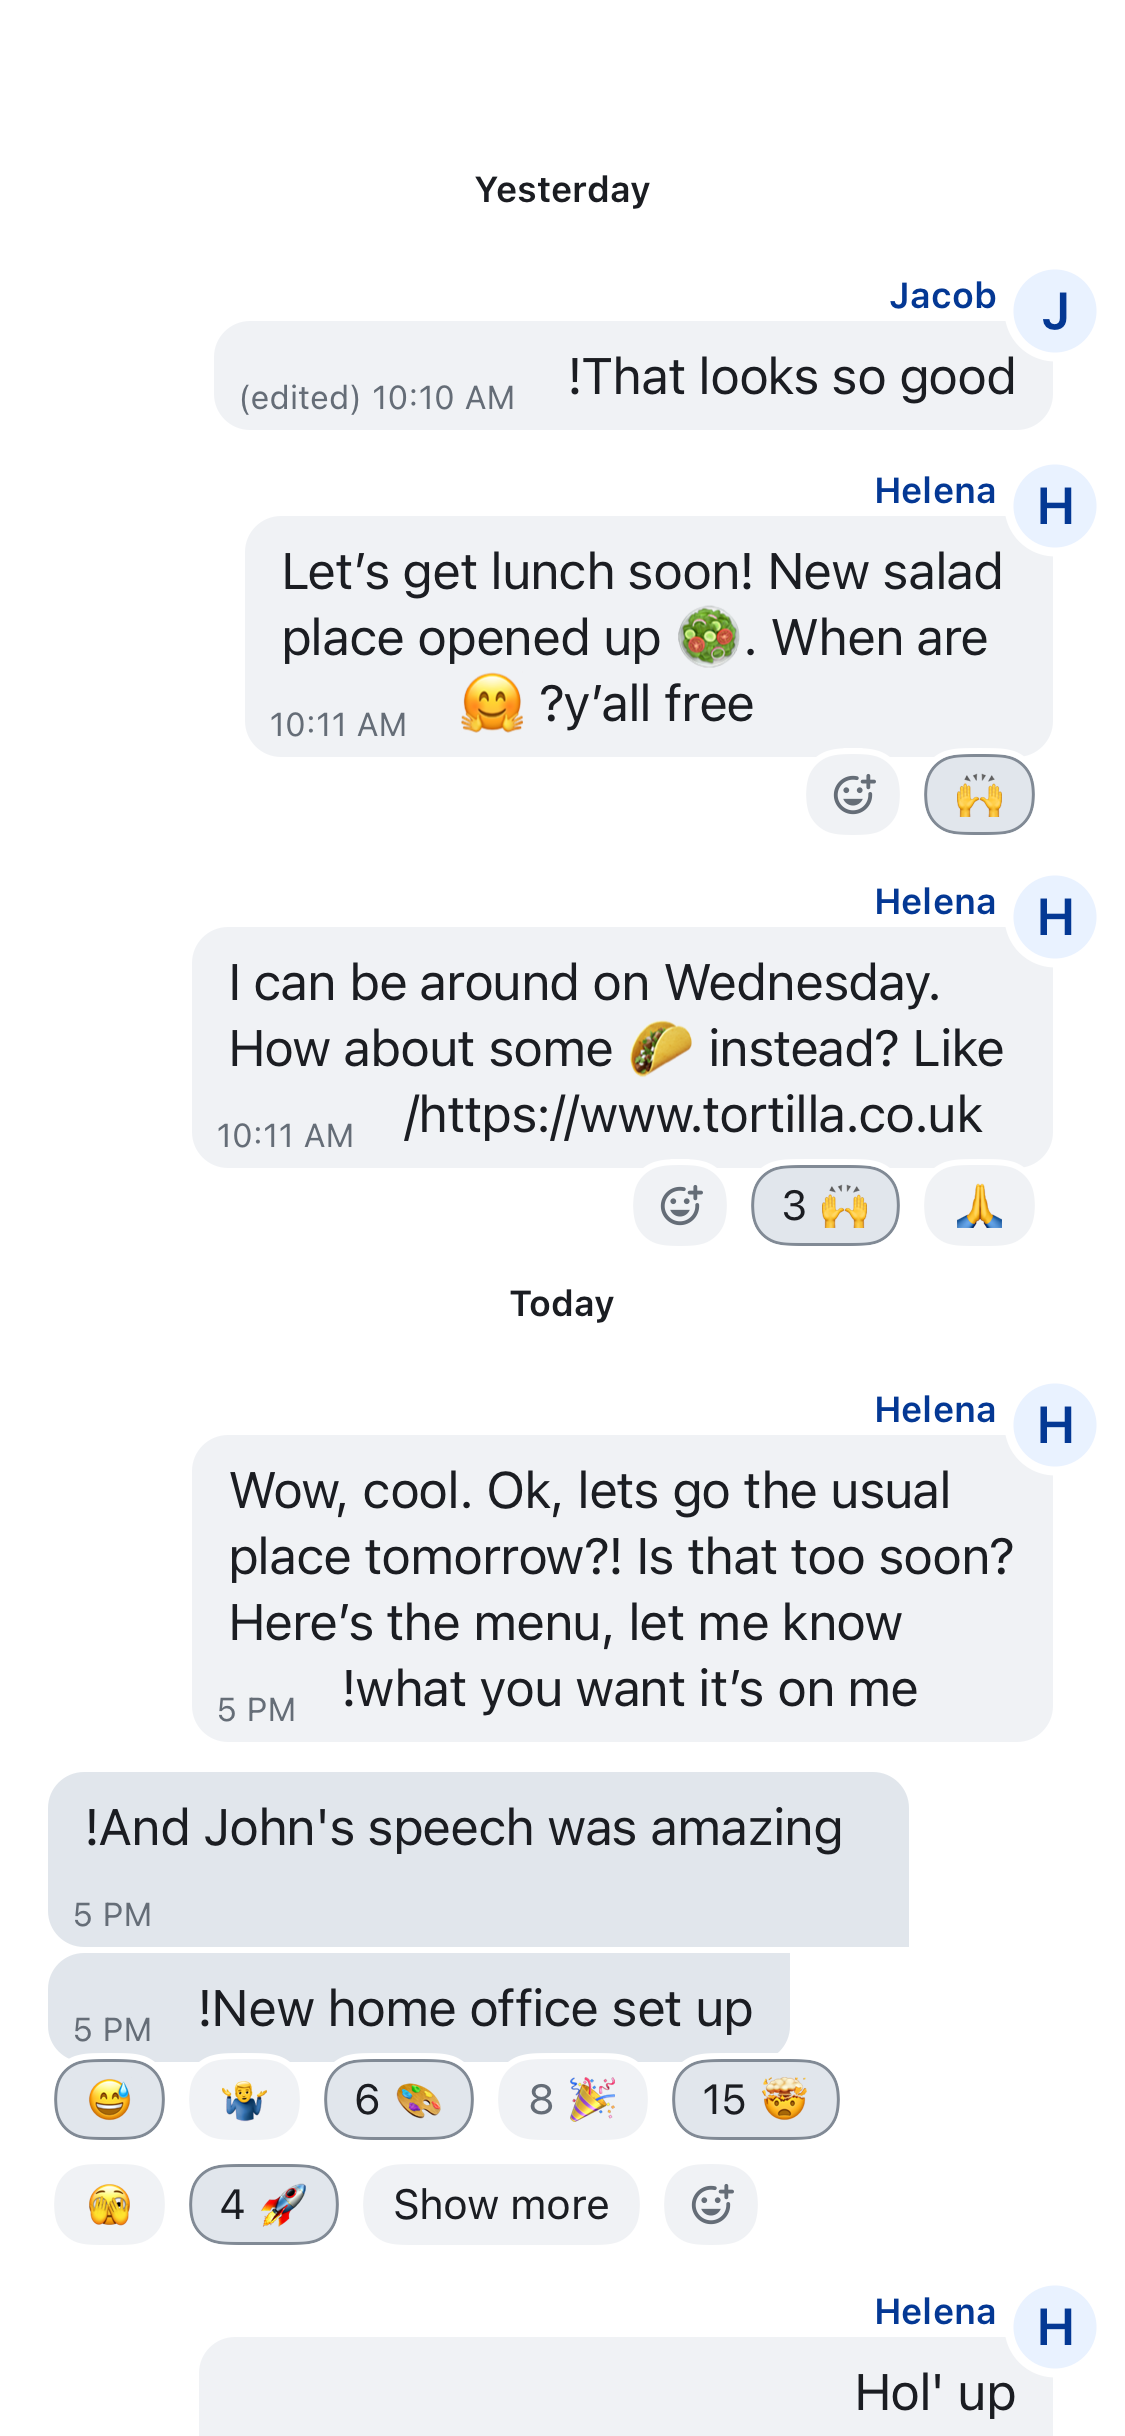 Yesterday
Jacob
J
!That looks so good
(edited) 10:10 AM
Helena
H
Let’s get lunch soon! New salad
place opened up 🥗. When are
🤗 ?y’all free
10:11 AM
🙌
Helena
H
I can be around on Wednesday.
How about some 🌮 instead? Like
/https://www.tortilla.co.uk
10:11 AM
3 🙌 🙏
Today
Helena
H
Wow, cool. Ok, lets go the usual
place tomorrow?! Is that too soon?
Here’s the menu, let me know
!what you want it’s on me
5 PM
!And John's speech was amazing
5 PM
!New home office set up
5 PM
😅 🤷‍♂️ 6 🎨 8 🎉 15 🤯
🫣 4 🚀 Show more
Helena
H
Hol' up